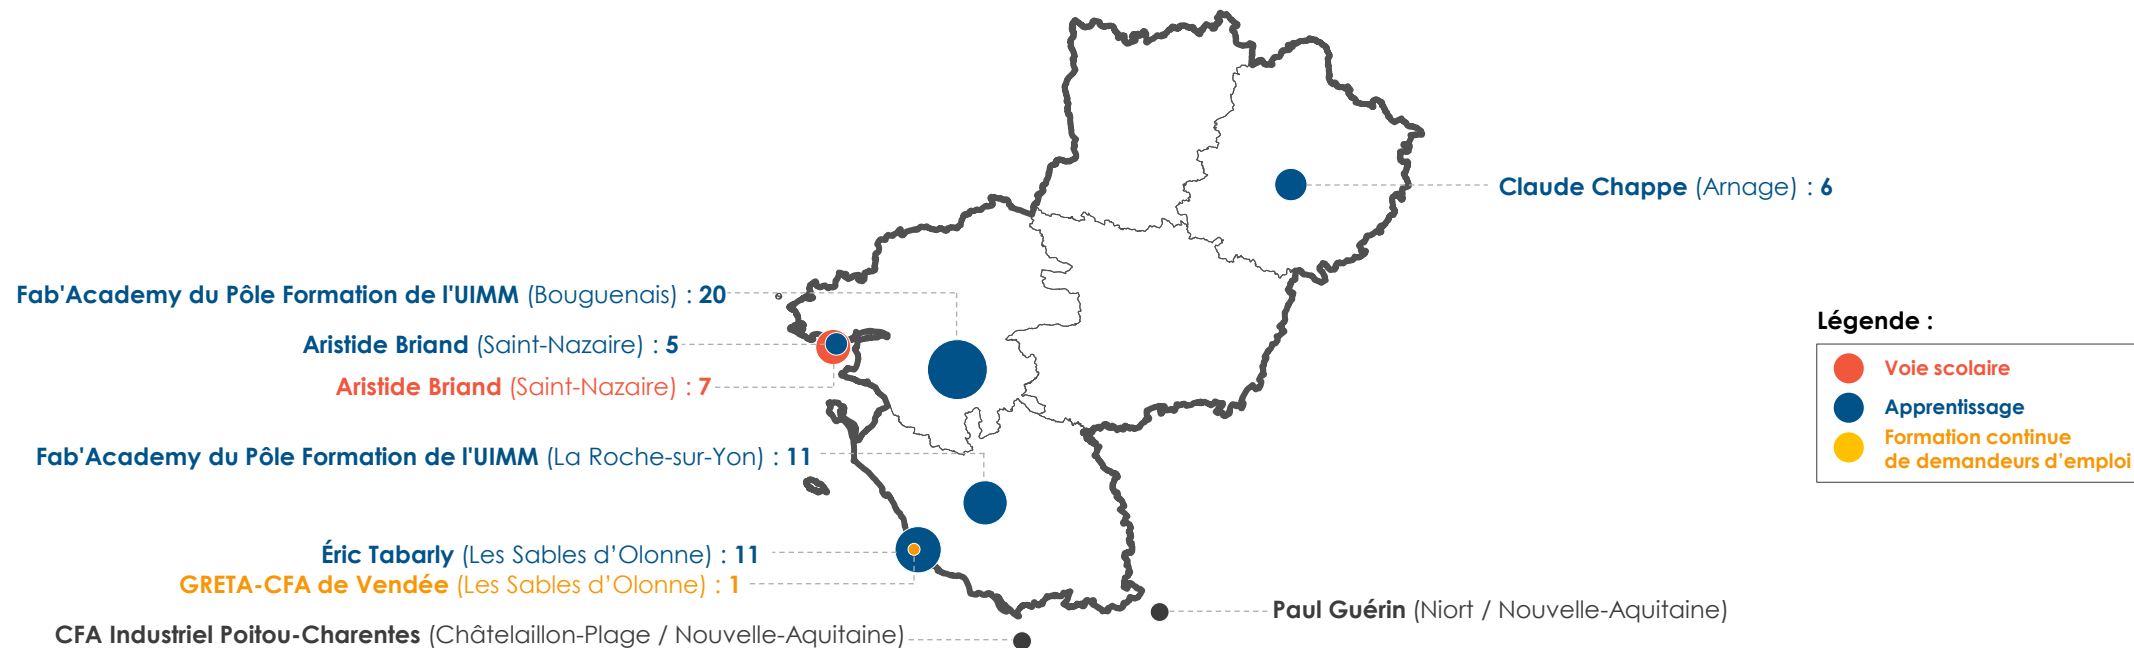 Claude Chappe (Arnage) : 6
Fab'Academy du Pôle Formation de l'UIMM (Bouguenais) : 20
Aristide Briand (Saint-Nazaire) : 5
Aristide Briand (Saint-Nazaire) : 7
Fab'Academy du Pôle Formation de l'UIMM (La Roche-sur-Yon) : 11
Éric Tabarly (Les Sables d’Olonne) : 11
GRETA-CFA de Vendée (Les Sables d’Olonne) : 1
Paul Guérin (Niort / Nouvelle-Aquitaine)
CFA Industriel Poitou-Charentes (Châtelaillon-Plage / Nouvelle-Aquitaine)
Légende :
Voie scolaire
Apprentissage
Formation continue
de demandeurs d’emploi